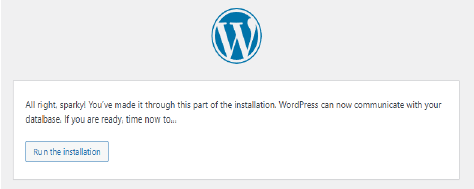 All right, sparky! You've made it through this part of the installation. WordPress can now communicate with your
database. If you are ready, time now to…
Run the installation